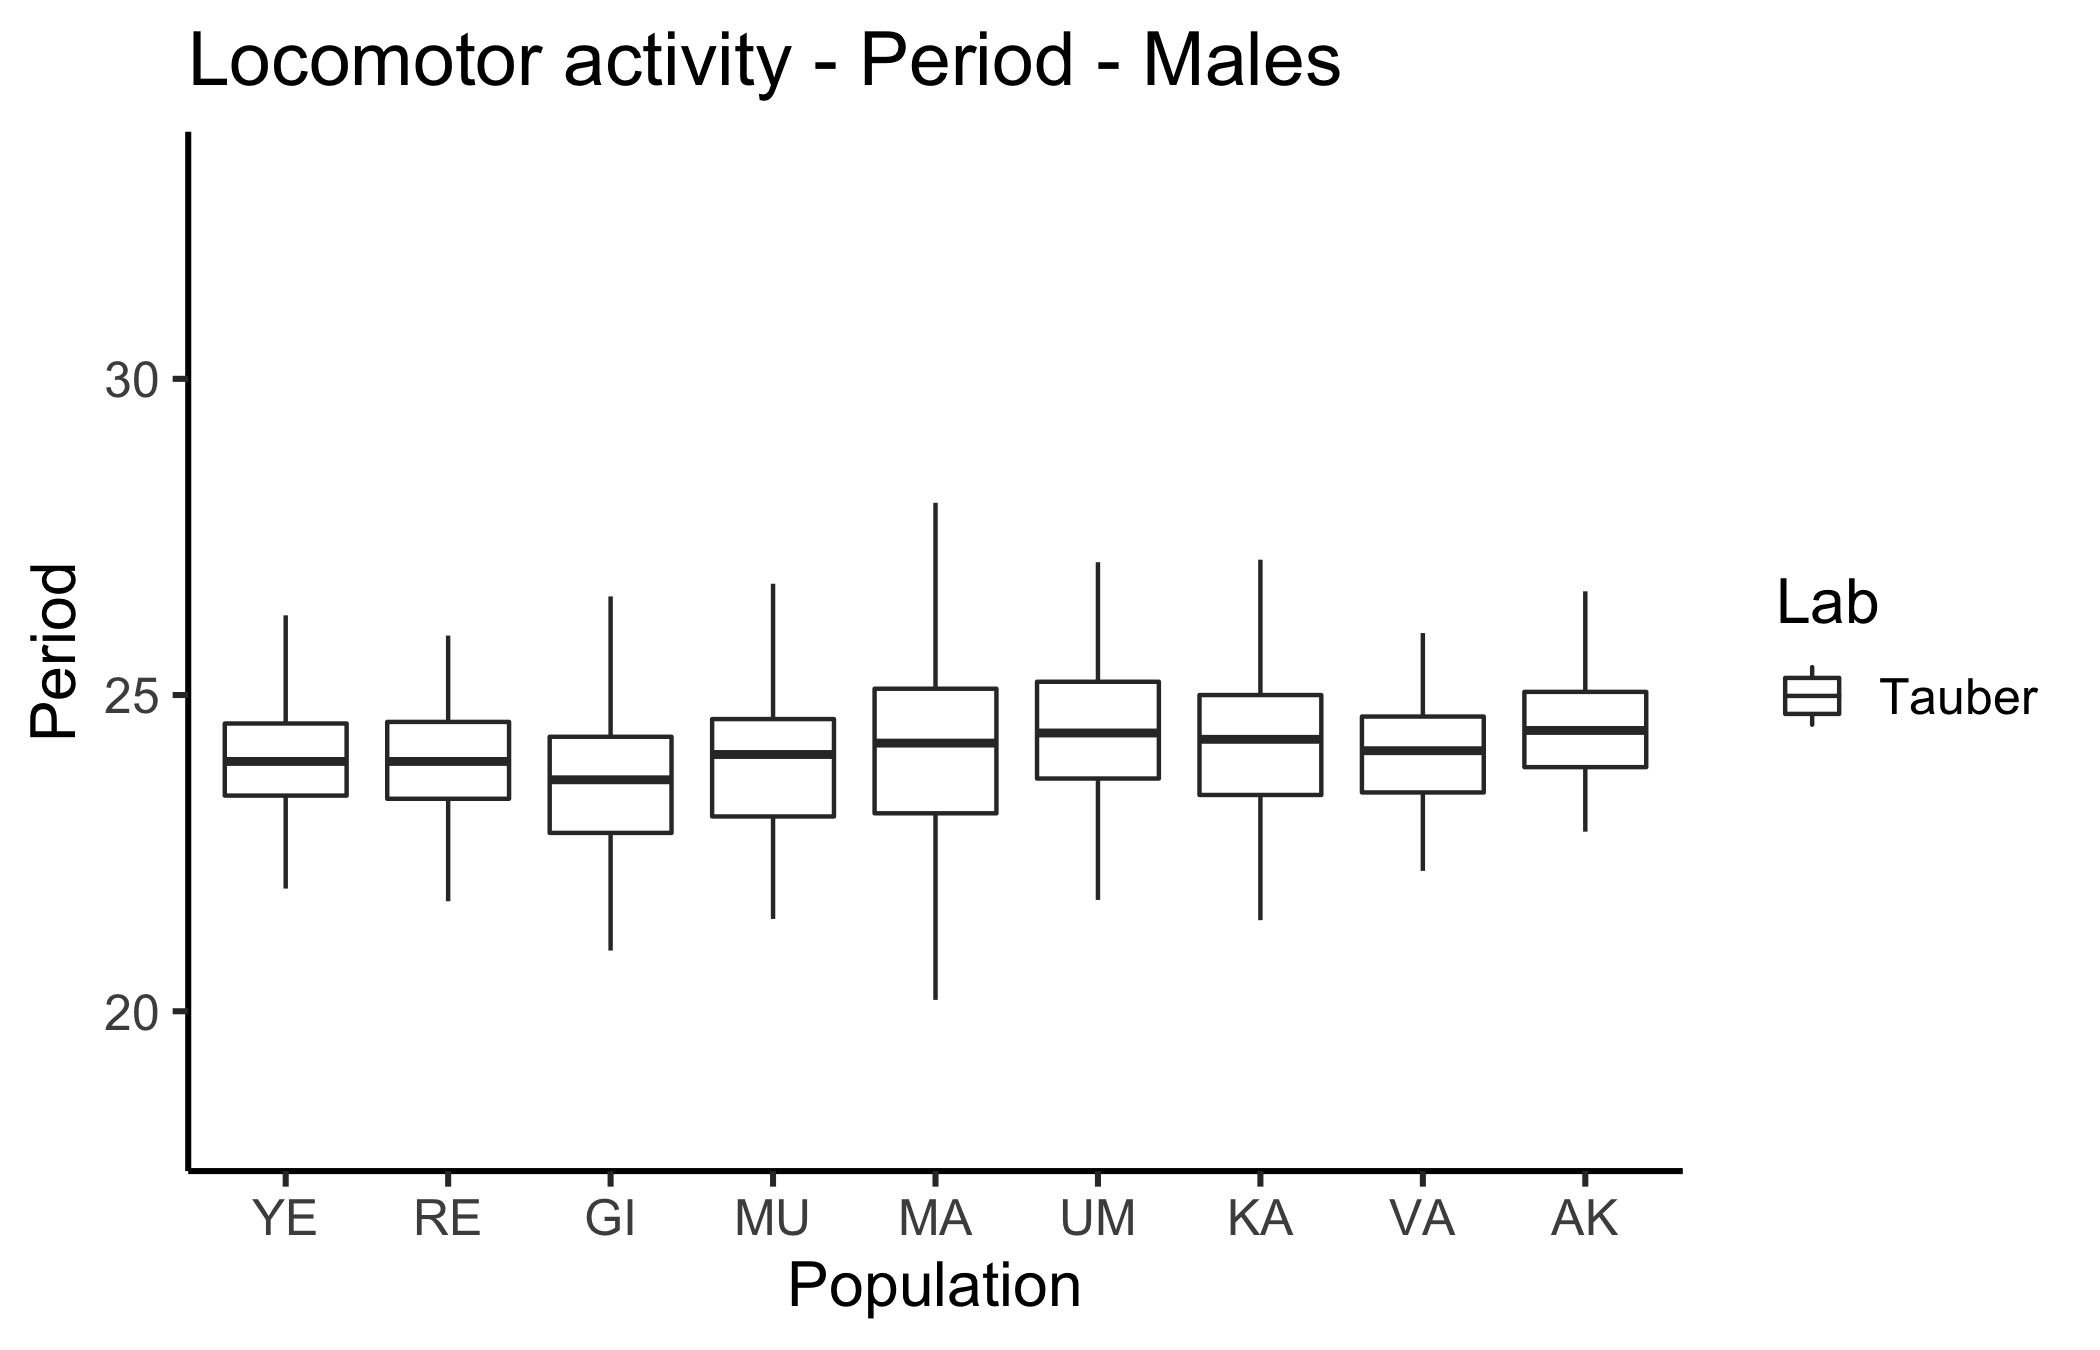 Locomotor activity - Period - Males
30
25
20
Period
YE RE GI MU MA UM KA VA AK
Population
Lab
Tauber